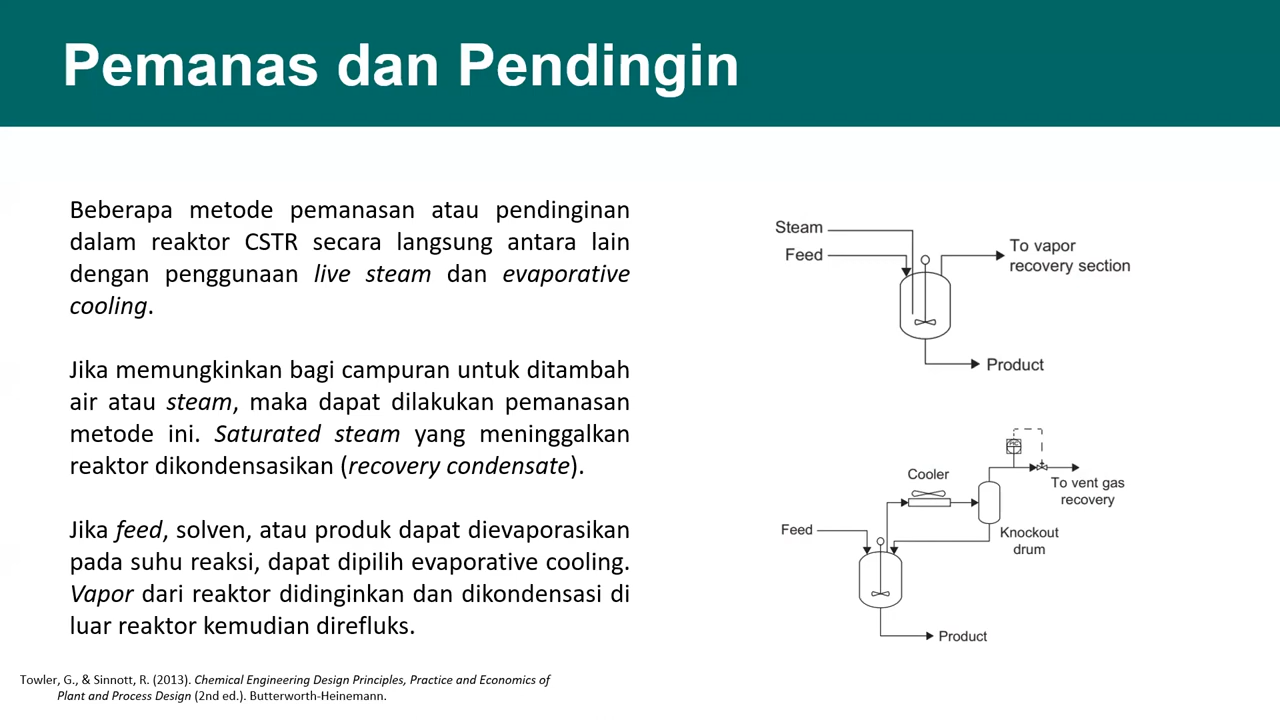 Pemanas dan Pendingin
Beberapa metode pemanasan atau pendinginan
dalam reaktor CSTR secara langsung antara lain
dengan penggunaan live steam dan evaporative
cooling.
Jika memungkinkan bagi campuran untuk ditambah
air atau steam, maka dapat dilakukan pemanasan
metode ini. Saturated steam yang meninggalkan
reaktor dikondensasikan (recovery condensate).
Jika feed, solven, atau produk dapat dievaporasikan
pada suhu reaksi, dapat dipilih evaporative cooling.
Vapor dari reaktor didinginkan dan dikondensasi di
luar reaktor kemudian direfluks.
Steam
Feed
To vapor
recovery section
Product
Cooler
To vent gas
recovery
Feed
Knockout
drum
Product
Towler, G., & Sinnott, R. (2013). Chemical Engineering Design Principles, Practice and Economics of
Plant and Process Design (2nd ed.). Butterworth-Heinemann.